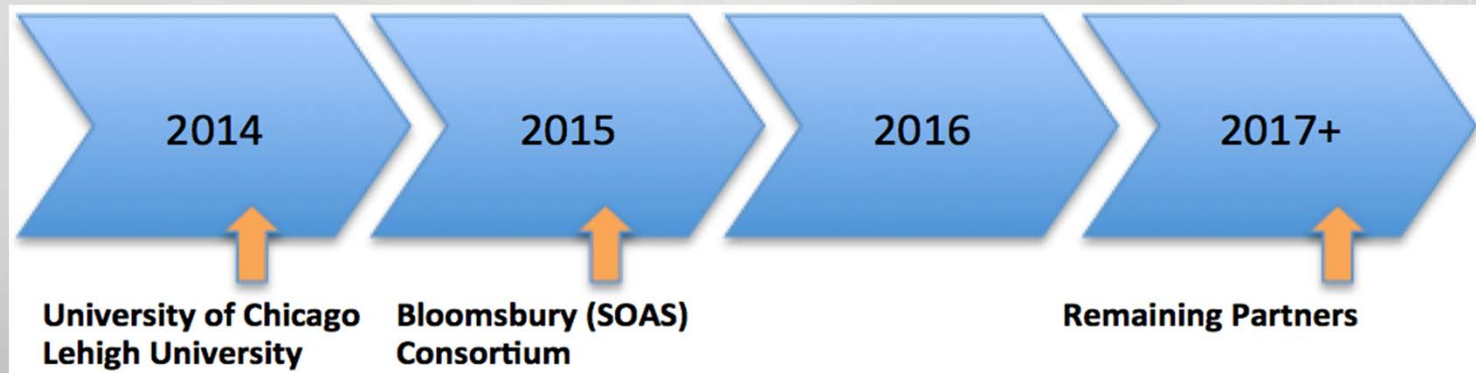 2014
2015
2016
2017+
University of Chicago
Lehigh University
Bloomsbury (SOAS)
Consortium
Remaining Partners